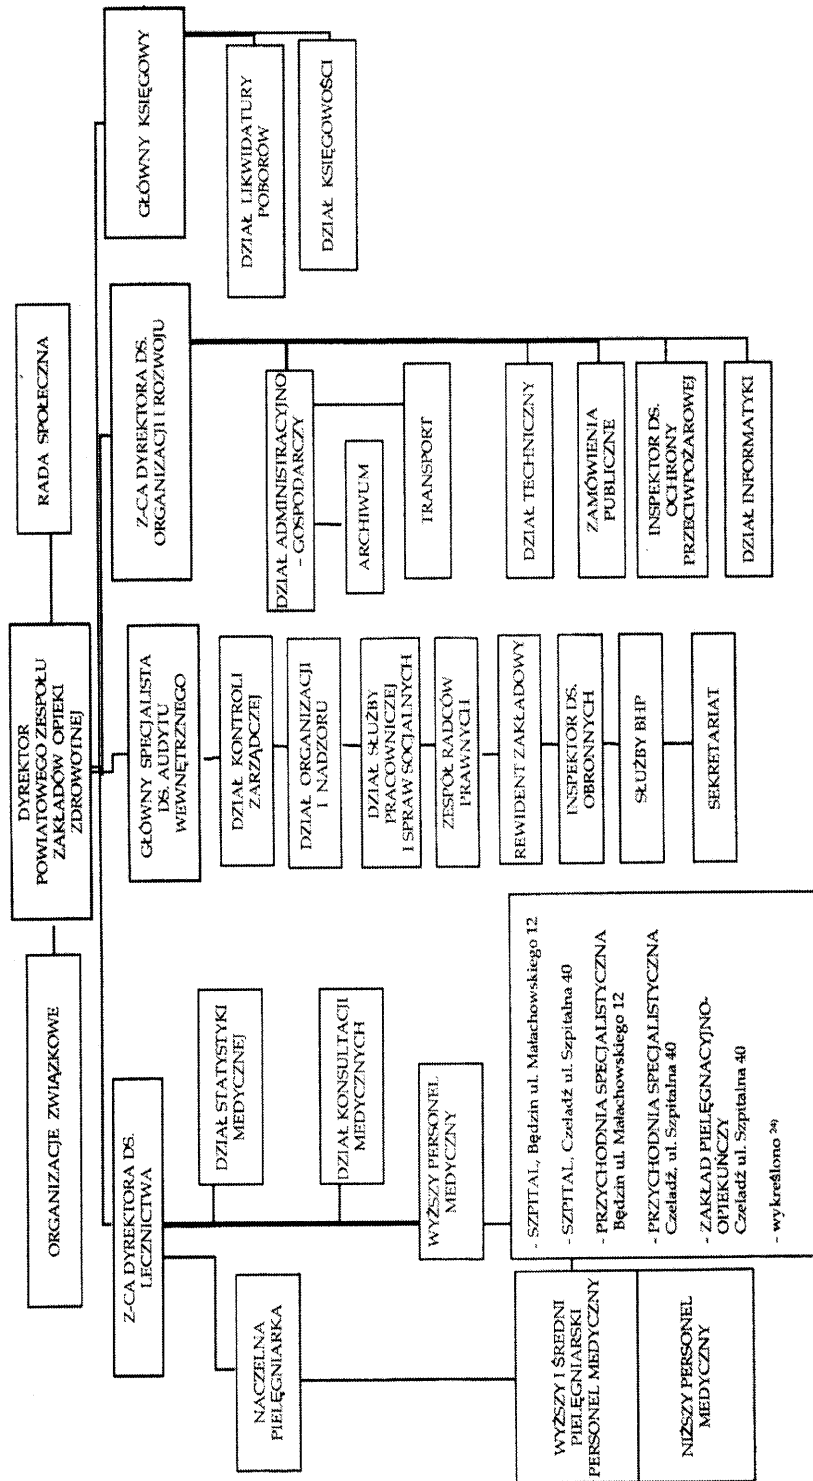 DYREKTOR
POWIATOWEGO ZESPOŁU
ZAKŁADÓW OPIEKI
ZDROWOTNEJ
ORGANIZACJE ZWIĄZKOWE
RADA SPOŁECZNA
Z-CA DYREKTORA DS.
LECZNICTWA
GŁÓWNY SPECJALISTA
DS. AUDYTU
WEWNĘTRZNEGO
Z-CA DYREKTORA DS.
ORGANIZACJI I ROZWOJU
GŁÓWNY KSIĘGOWY
NACZELNA
PIELĘGNIARKA
DZIAŁ STATYSTYKI
MEDYCZNEJ
DZIAŁ KONSULTACJI
MEDYCZNYCH
WYŻSZY PERSONEL
MEDYCZNY
- SZPITAL, Będzin ul. Małachowskiego 12
- SZPITAL, Czeladź ul. Szpitalna 40
- PRZYCHODNIA SPECJALISTYCZNA
Będzin ul. Małachowskiego 12
- PRZYCHODNIA SPECJALISTYCZNA
Czeladź, ul. Szpitalna 40
- ZAKŁAD PIELĘGNACYJNO-
OPIEKUŃCZY
Czeladź ul. Szpitalna 40
- wykreślono 24)
WYŻSZY I ŚREDNI
PIELĘGNIARSKI
PERSONEL MEDYCZNY
NIŻSZY PERSONEL
MEDYCZNY
DZIAŁ KONTROLI
ZARZĄDCZEJ
DZIAŁ ORGANIZACJI
I NADZORU
DZIAŁ SŁUŻBY
PRACOWNICZEJ
I SPRAW SOCJALNYCH
ZESPÓŁ RADCÓW
PRAWNYCH
REWIDENT ZAKŁADOWY
INSPEKTOR DS.
OBRONNYCH
SŁUŻBY BHP
SEKRETARIAT
DZIAŁ ADMINISTRACYJNO
- GOSPODARCZY
ARCHIWUM
TRANSPORT
DZIAŁ TECHNICZNY
ZAMÓWIENIA
PUBLICZNE
INSPEKTOR DS.
OCHRONY
PRZECIWPOŻAROWEJ
DZIAŁ INFORMATYKI
DZIAŁ LIKWIDATURY
POBORÓW
DZIAŁ KSIĘGOWOŚCI